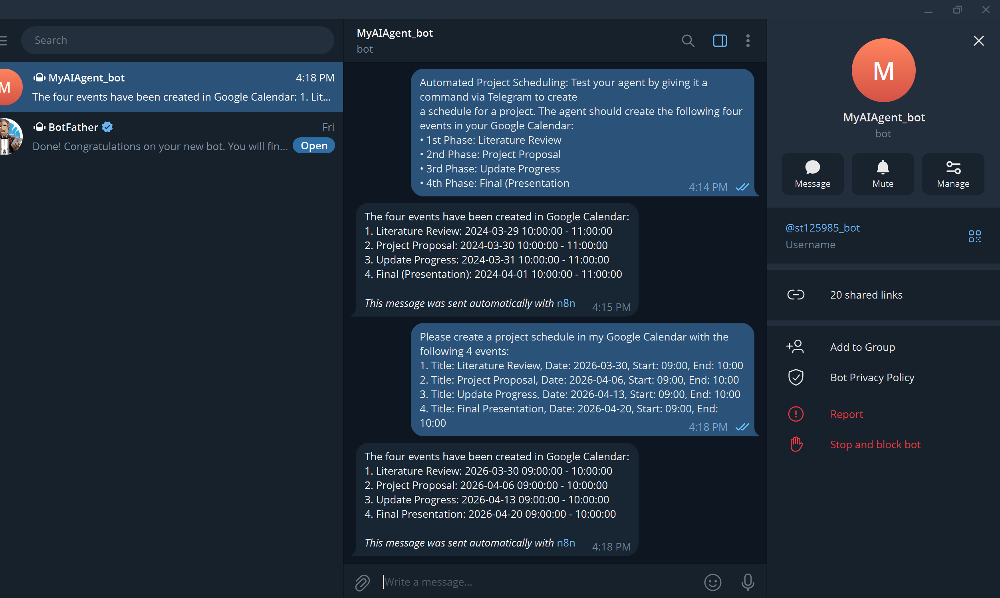 Search
M
MyAIAgent_bot
4:18 PM
The four events have been created in Google Calendar: 1. Lit...
BotFather
Fri
Done! Congratulations on your new bot. You will fin...
Open
MyAIAgent_bot
bot
Automated Project Scheduling: Test your agent by giving it a
command via Telegram to create
a schedule for a project. The agent should create the following four
events in your Google Calendar:
• 1st Phase: Literature Review
• 2nd Phase: Project Proposal
• 3rd Phase: Update Progress
• 4th Phase: Final (Presentation
4:14 PM
The four events have been created in Google Calendar:
1. Literature Review: 2024-03-29 10:00:00 - 11:00:00
2. Project Proposal: 2024-03-30 10:00:00 - 11:00:00
3. Update Progress: 2024-03-31 10:00:00 - 11:00:00
4. Final (Presentation): 2024-04-01 10:00:00 - 11:00:00
This message was sent automatically with n8n
4:15 PM
Please create a project schedule in my Google Calendar with the
following 4 events:
1. Title: Literature Review, Date: 2026-03-30, Start: 09:00, End: 10:00
2. Title: Project Proposal, Date: 2026-04-06, Start: 09:00, End: 10:00
3. Title: Update Progress, Date: 2026-04-13, Start: 09:00, End: 10:00
4. Title: Final Presentation, Date: 2026-04-20, Start: 09:00, End:
10:00
4:18 PM
The four events have been created in Google Calendar:
1. Literature Review: 2026-03-30 09:00:00 - 10:00:00
2. Project Proposal: 2026-04-06 09:00:00 - 10:00:00
3. Update Progress: 2026-04-13 09:00:00 - 10:00:00
4. Final Presentation: 2026-04-20 09:00:00 - 10:00:00
This message was sent automatically with n8n
4:18 PM
Write a message...
M
MyAIAgent_bot
bot
Message
Mute
Manage
@st125985_bot
Username
20 shared links
Add to Group
Bot Privacy Policy
Report
Stop and block bot